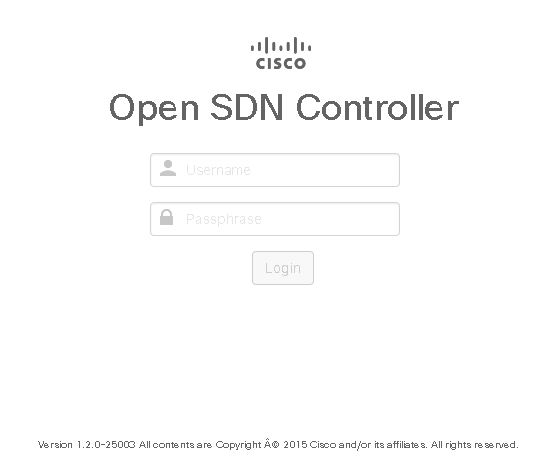 CISCO
Open SDN Controller
Username
Passphrase
Login
Version 1.2.0-25003 All contents are Copyright Â© 2015 Cisco and/or its affiliates. All rights reserved.